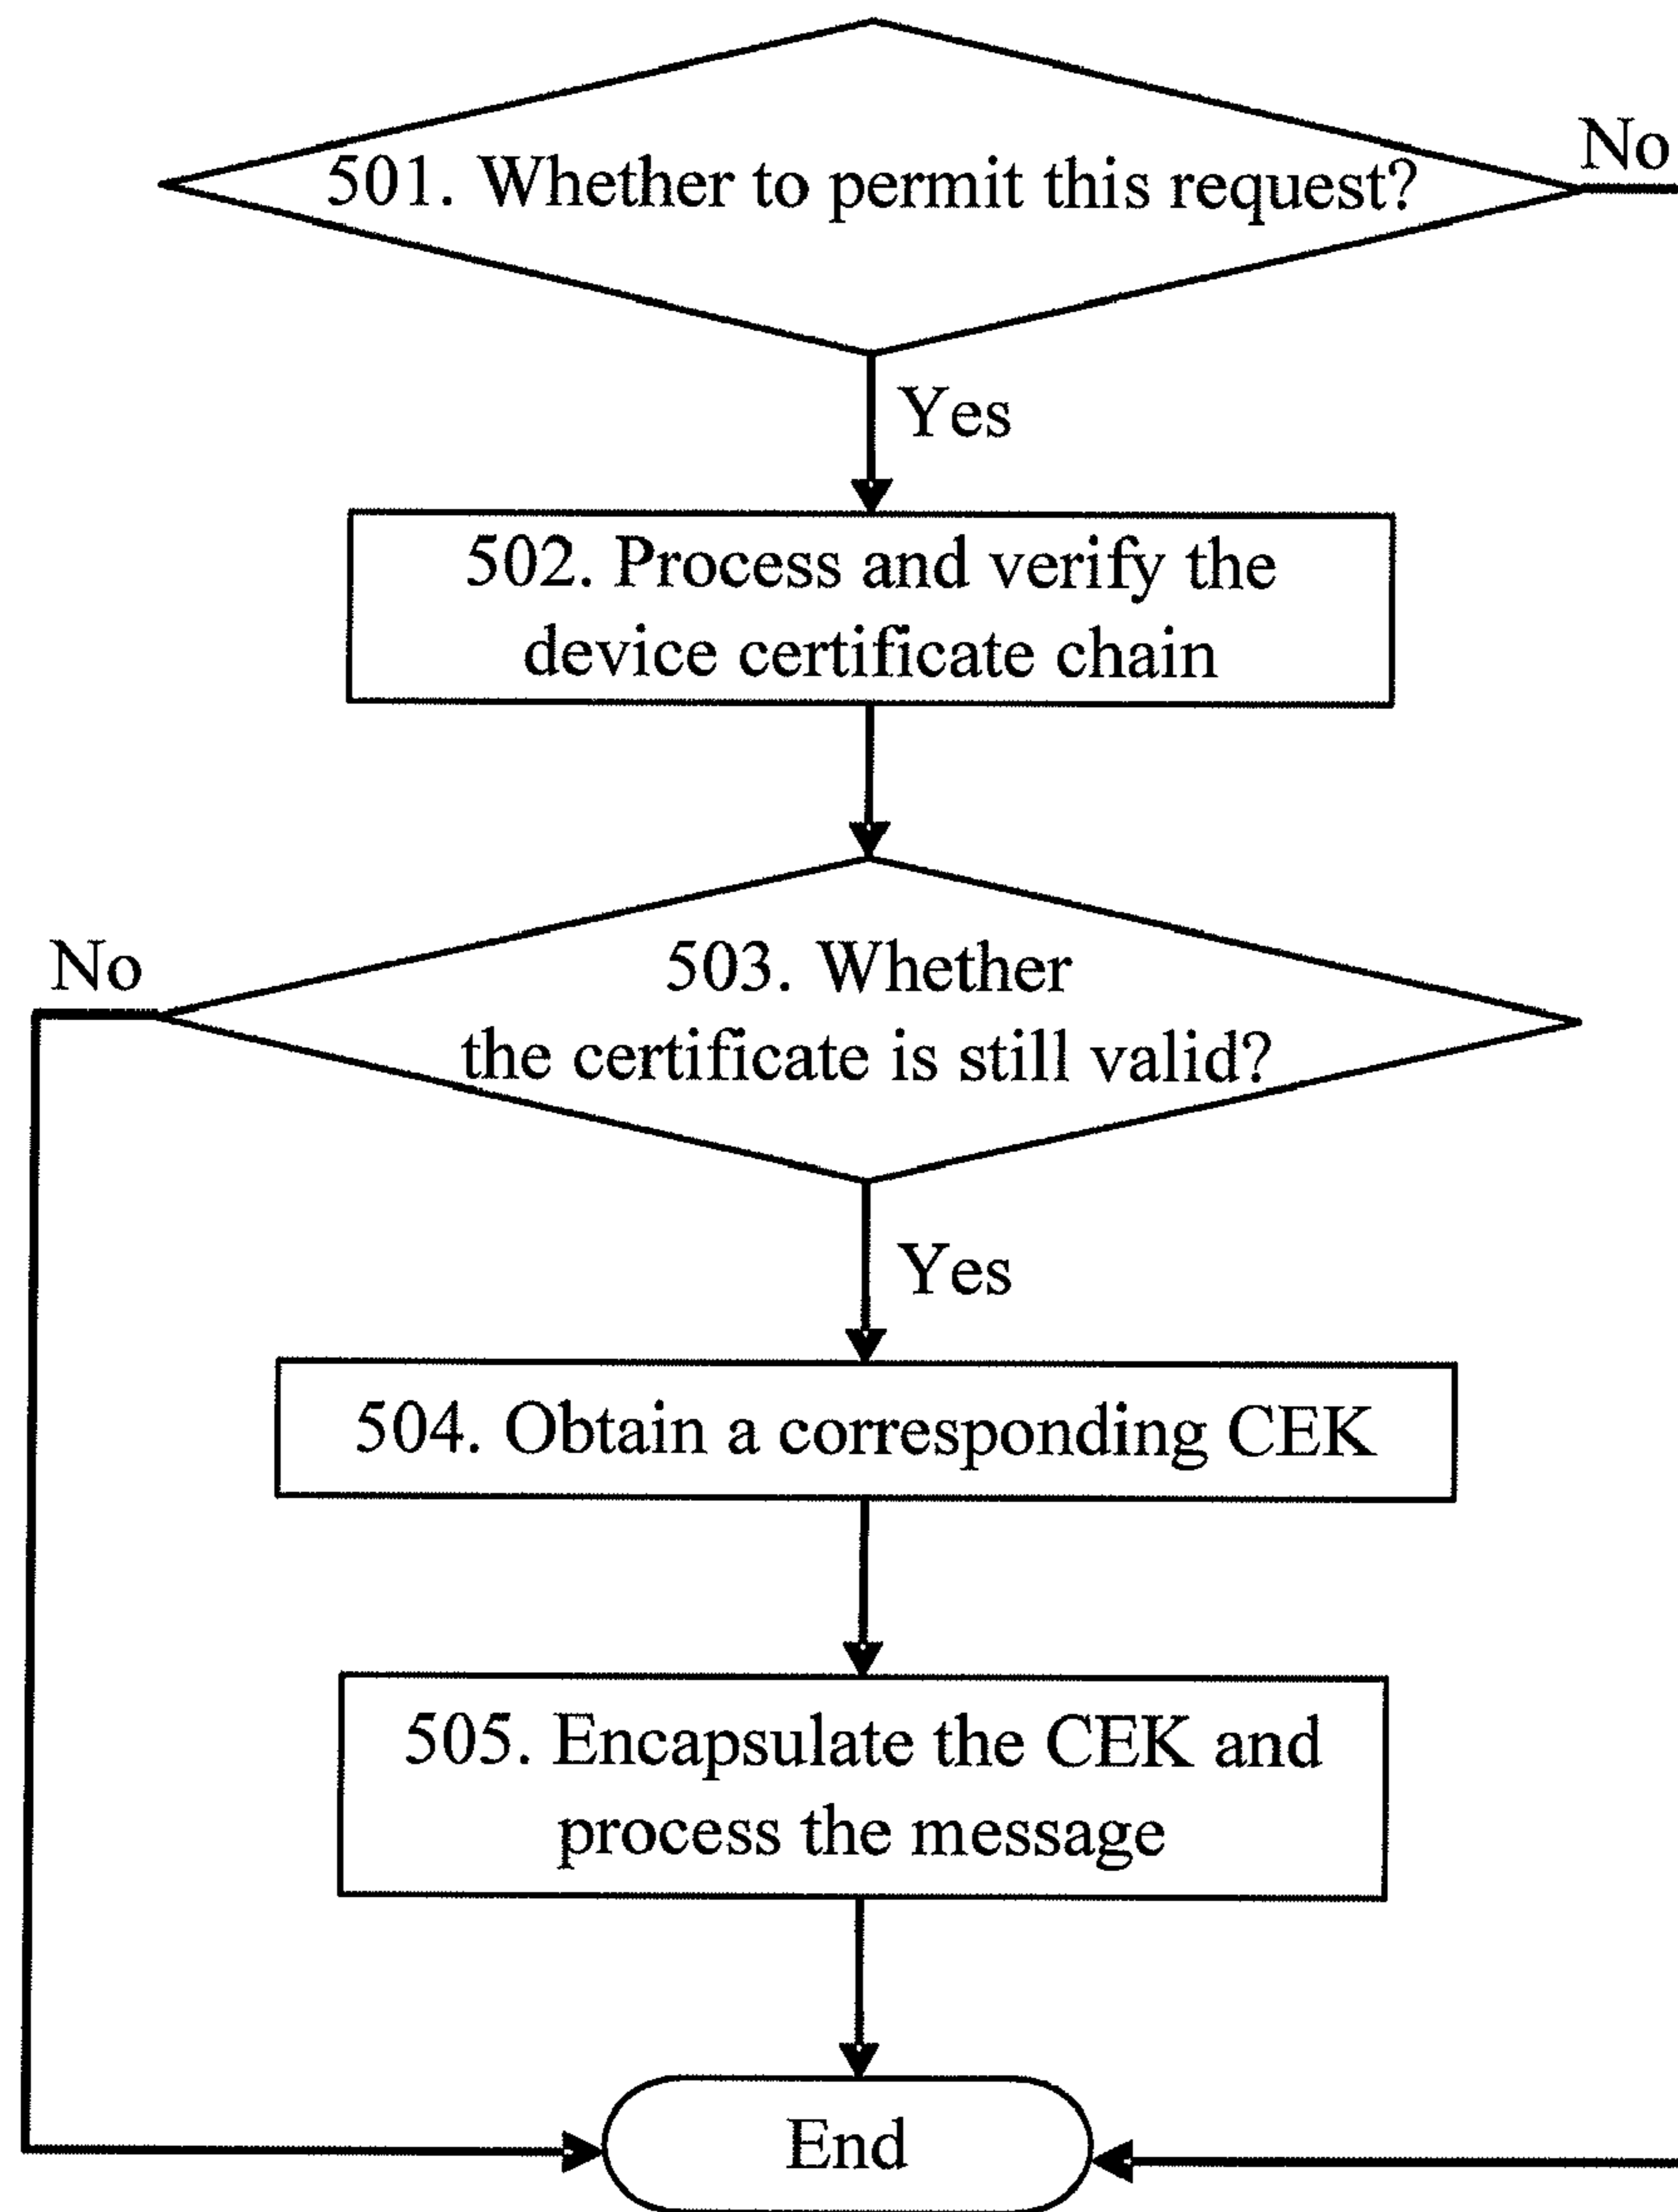 501. Whether to permit this request?
No
Yes
502. Process and verify the
device certificate chain
No
503. Whether
the certificate is still valid?
Yes
504. Obtain a corresponding CEK
505. Encapsulate the CEK and
process the message
End